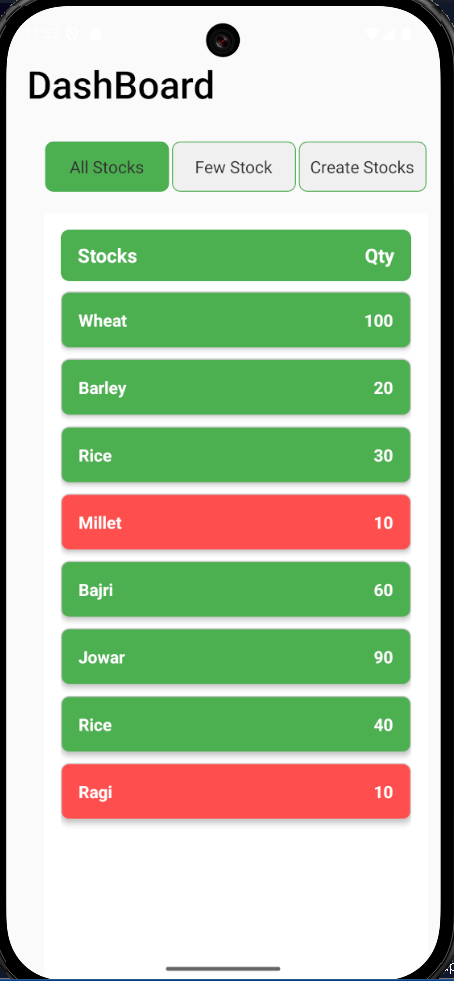 DashBoard
All Stocks Few Stock Create Stocks
Stocks Qty
Wheat 100
Barley 20
Rice 30
Millet 10
Bajri 60
Jowar 90
Rice 40
Ragi 10